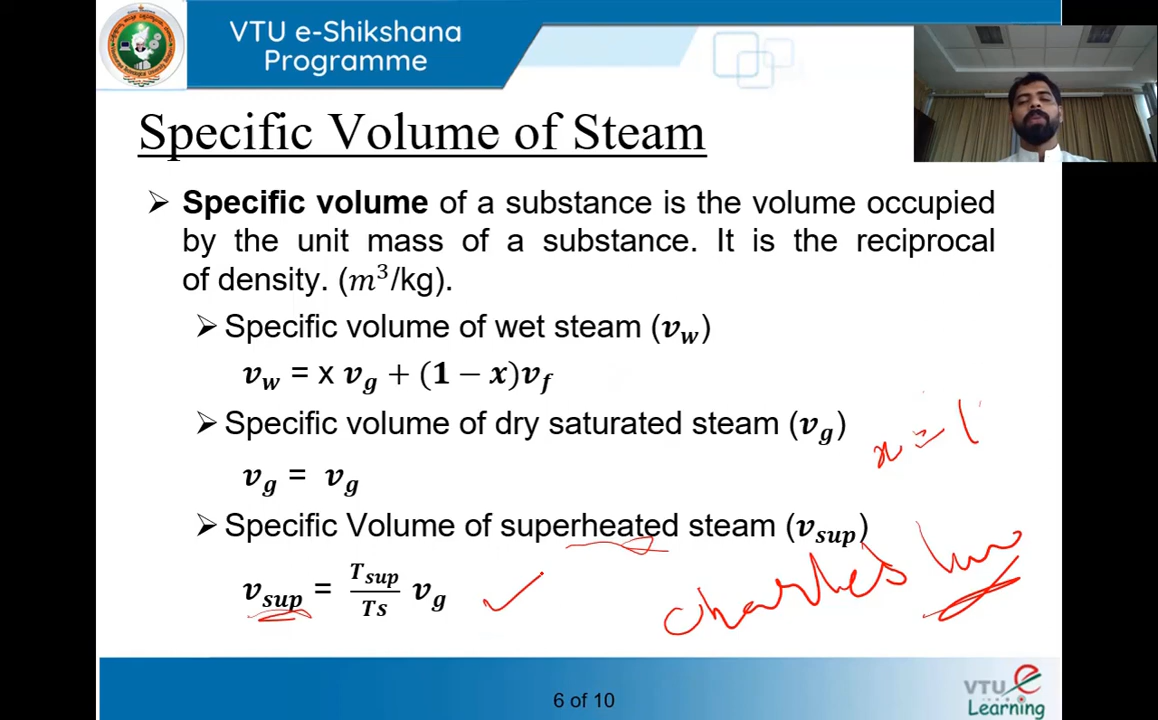 VTU e-Shikshana
Programme
Specific Volume of Steam
➢ Specific volume of a substance is the volume occupied
by the unit mass of a substance. It is the reciprocal
of density. (m³/kg).
➢ Specific volume of wet steam (v_w)
v_w = x v_g + (1 − x)v_f
➢ Specific volume of dry saturated steam (v_g)
x = 1
v_g = v_g
➢ Specific Volume of superheated steam (v_sup)
v_sup = T_sup/Ts v_g
charle's law
6 of 10
VTU e
Learning